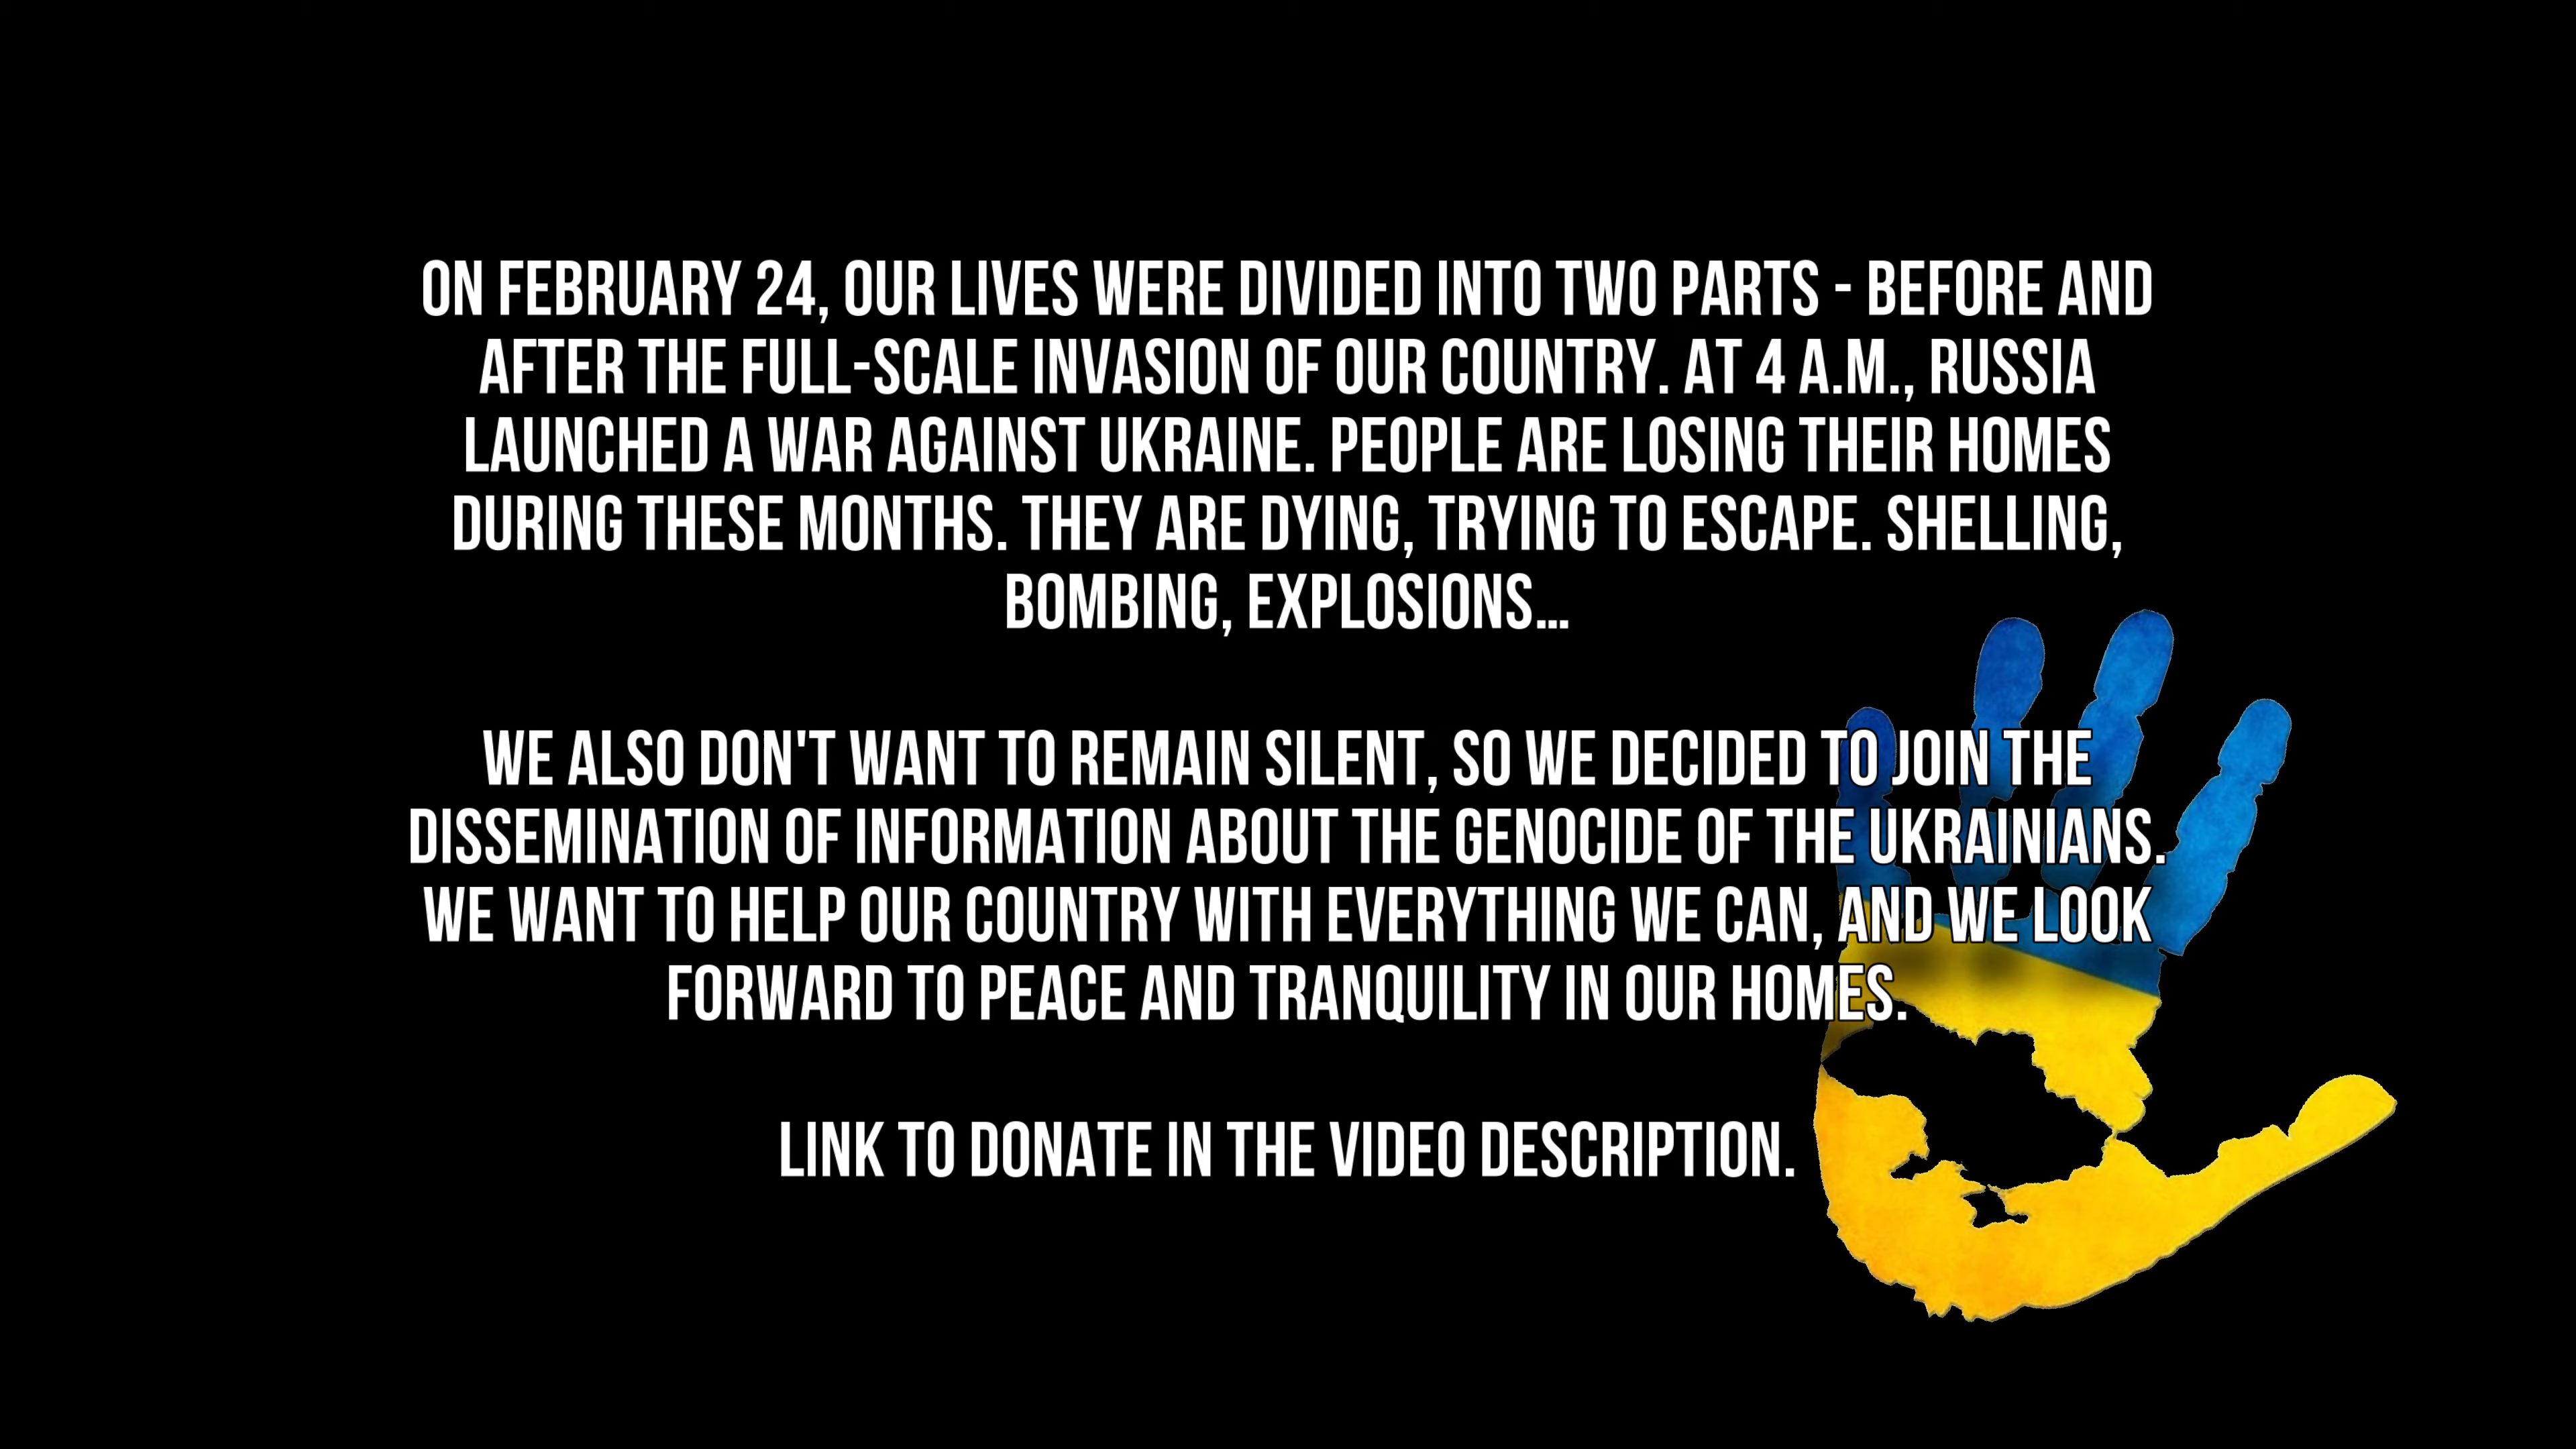 ON FEBRUARY 24, OUR LIVES WERE DIVIDED INTO TWO PARTS - BEFORE AND
AFTER THE FULL-SCALE INVASION OF OUR COUNTRY. AT 4 A.M., RUSSIA
LAUNCHED A WAR AGAINST UKRAINE. PEOPLE ARE LOSING THEIR HOMES
DURING THESE MONTHS. THEY ARE DYING, TRYING TO ESCAPE. SHELLING,
BOMBING, EXPLOSIONS...
WE ALSO DON'T WANT TO REMAIN SILENT, SO WE DECIDED TO JOIN THE
DISSEMINATION OF INFORMATION ABOUT THE GENOCIDE OF THE UKRAINIANS.
WE WANT TO HELP OUR COUNTRY WITH EVERYTHING WE CAN, AND WE LOOK
FORWARD TO PEACE AND TRANQUILITY IN OUR HOMES.
LINK TO DONATE IN THE VIDEO DESCRIPTION.